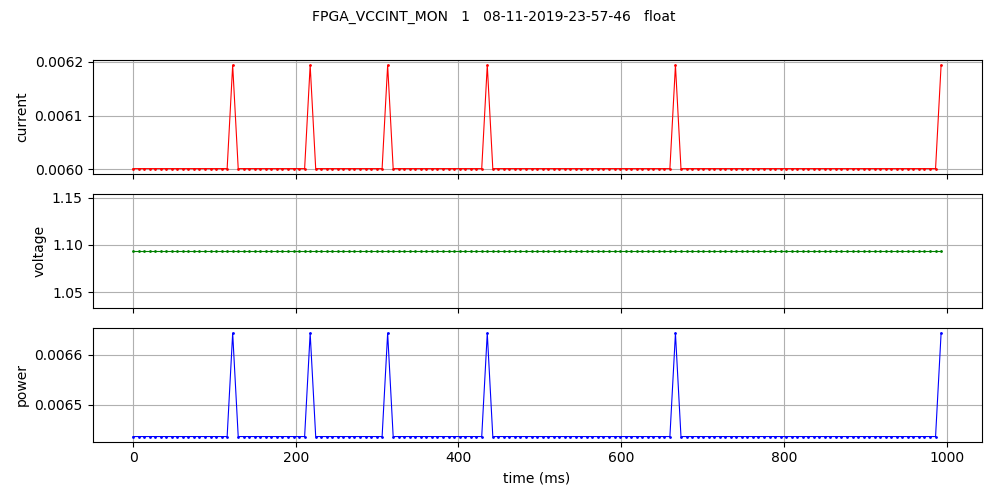 FPGA_VCCINT_MON   1   08-11-2019-23-57-46   float
0.0062
0.0061
0.0060
current
1.15
1.10
1.05
voltage
0.0066
0.0065
power
0 200 400 600 800 1000
time (ms)